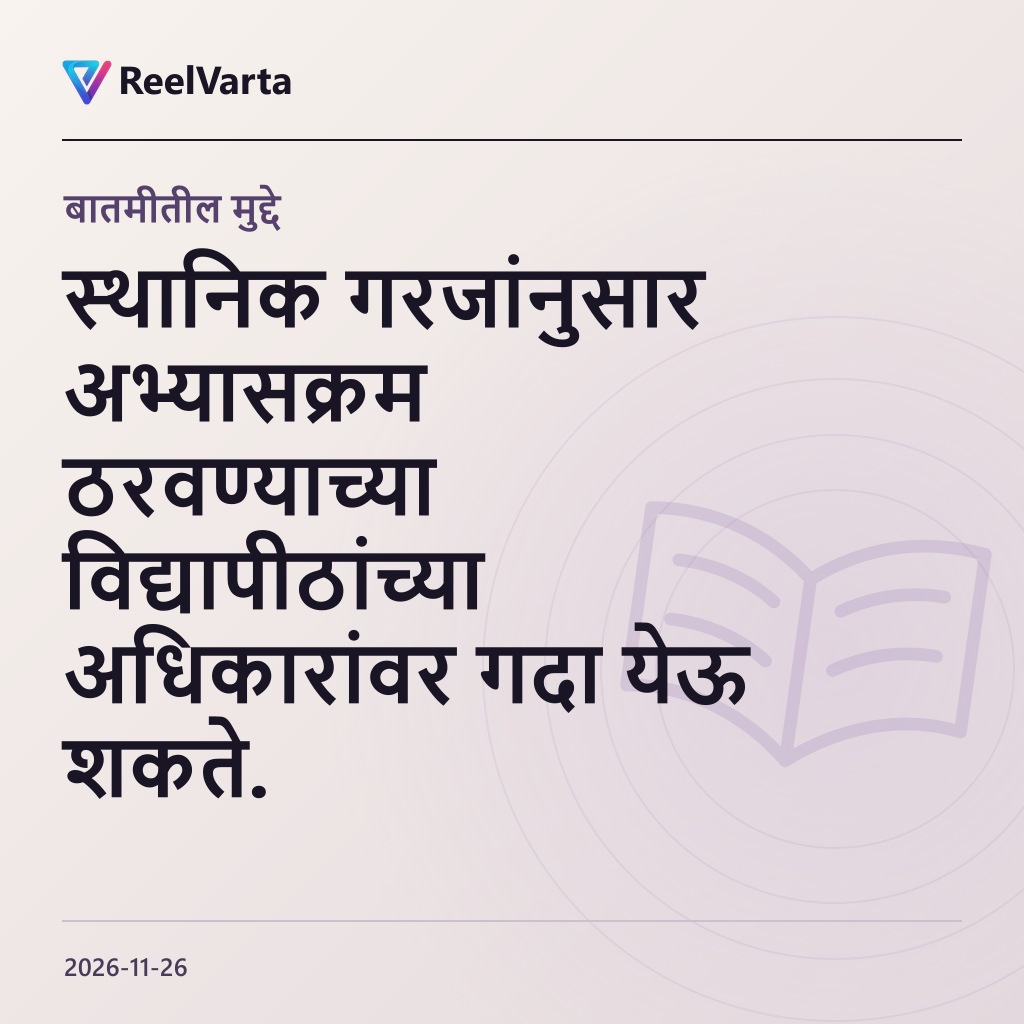 ReelVarta
बातमीतील मुद्दे
स्थानिक गरजांनुसार
अभ्यासक्रम
ठरवण्याच्या
विद्यापीठांच्या
अधिकारांवर गदा येऊ
शकते.
2026-11-26